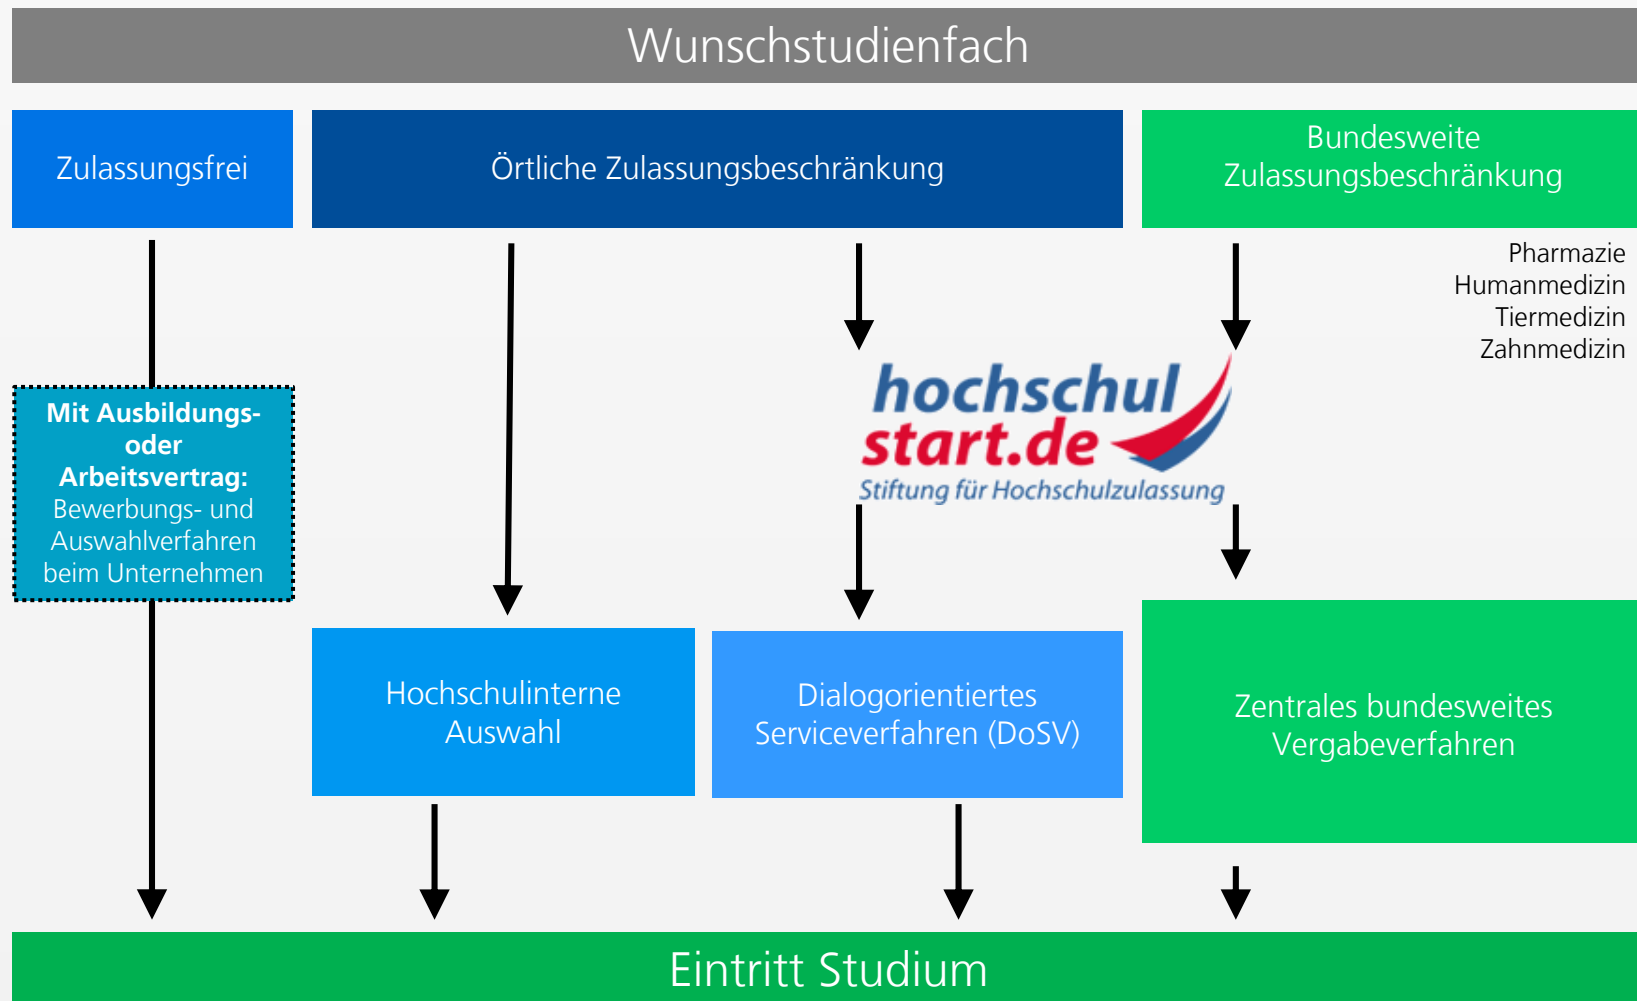 Wunschstudienfach
Zulassungsfrei
Örtliche Zulassungsbeschränkung
Bundesweite
Zulassungsbeschränkung
Pharmazie
Humanmedizin
Tiermedizin
Zahnmedizin
hochschul
start.de
Stiftung für Hochschulzulassung
Mit Ausbildungs-
oder
Arbeitsvertrag:
Bewerbungs- und
Auswahlverfahren
beim Unternehmen
Hochschulinterne
Auswahl
Dialogorientiertes
Serviceverfahren (DoSV)
Zentrales bundesweites
Vergabeverfahren
Eintritt Studium